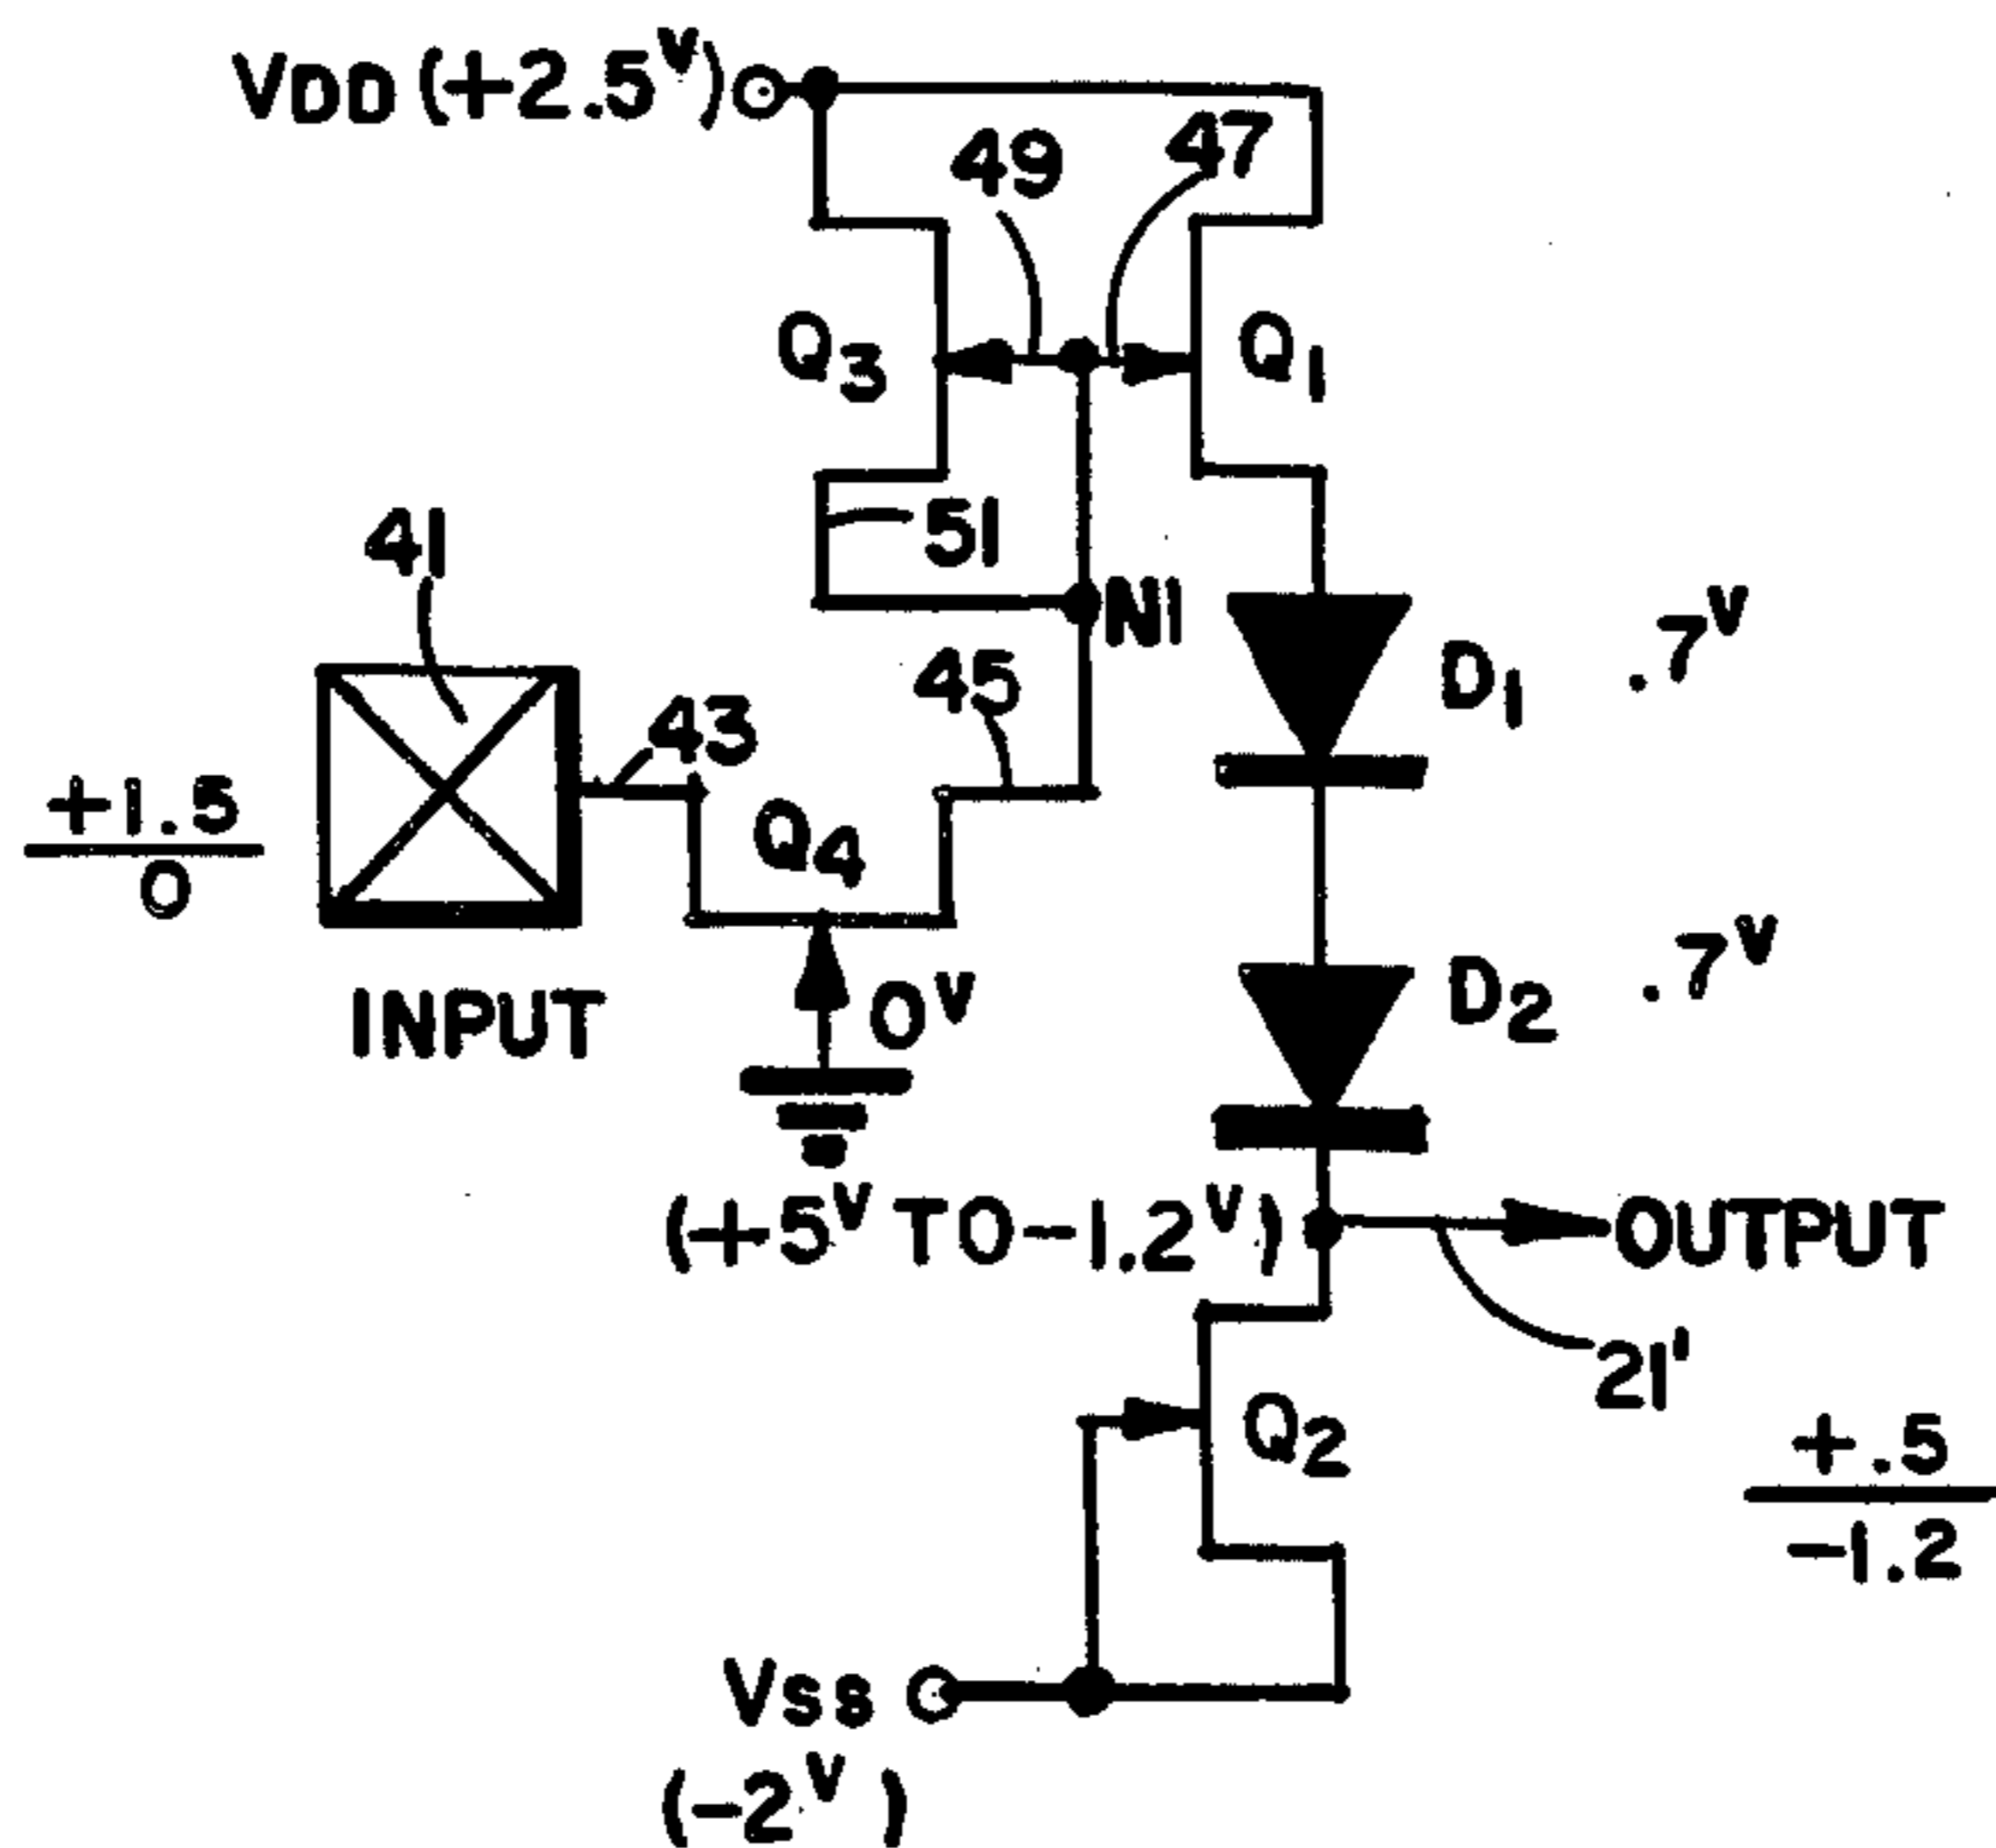 VDD (+2.5V)
49
47
Q3
Q1
51
41
N1
D1
.7V
45
43
+1.5
0
Q4
INPUT
0V
D2
.7V
(+.5V TO -1.2V)
OUTPUT
21'
Q2
+.5
-1.2
VSS
(-2V)